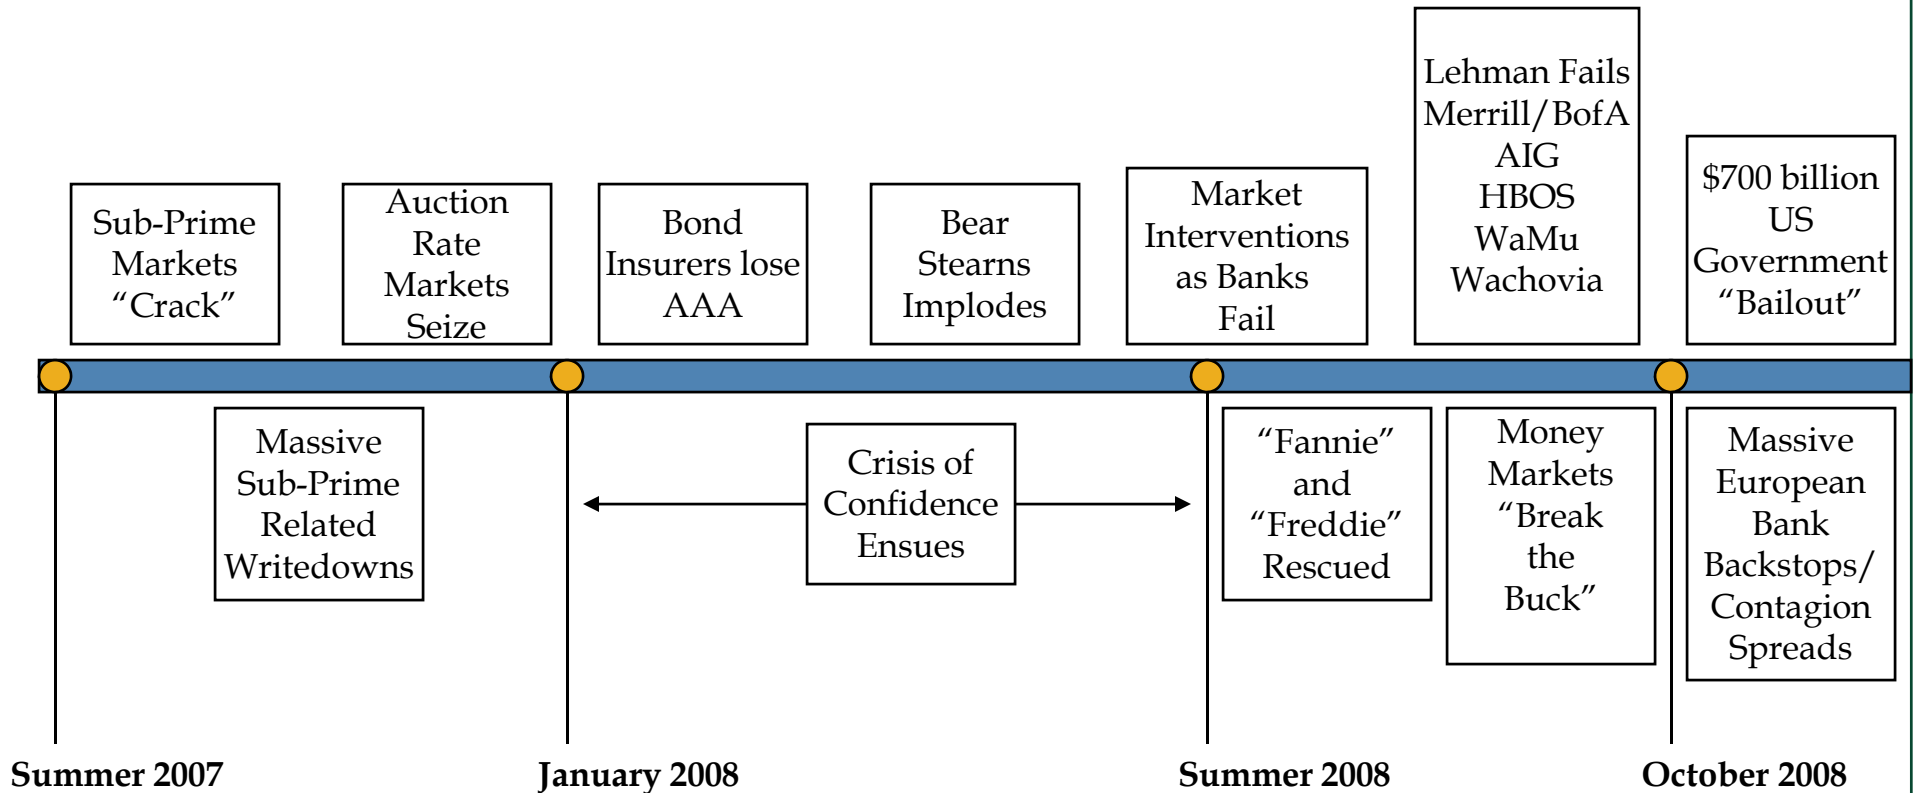 Sub-Prime
Markets
“Crack”
Auction
Rate
Markets
Seize
Bond
Insurers lose
AAA
Bear
Stearns
Implodes
Market
Interventions
as Banks
Fail
Lehman Fails
Merrill/BofA
AIG
HBOS
WaMu
Wachovia
$700 billion
US
Government
“Bailout”
Massive
Sub-Prime
Related
Writedowns
Crisis of
Confidence
Ensues
“Fannie”
and
“Freddie”
Rescued
Money
Markets
“Break
the
Buck”
Massive
European
Bank
Backstops/
Contagion
Spreads
Summer 2007
January 2008
Summer 2008
October 2008